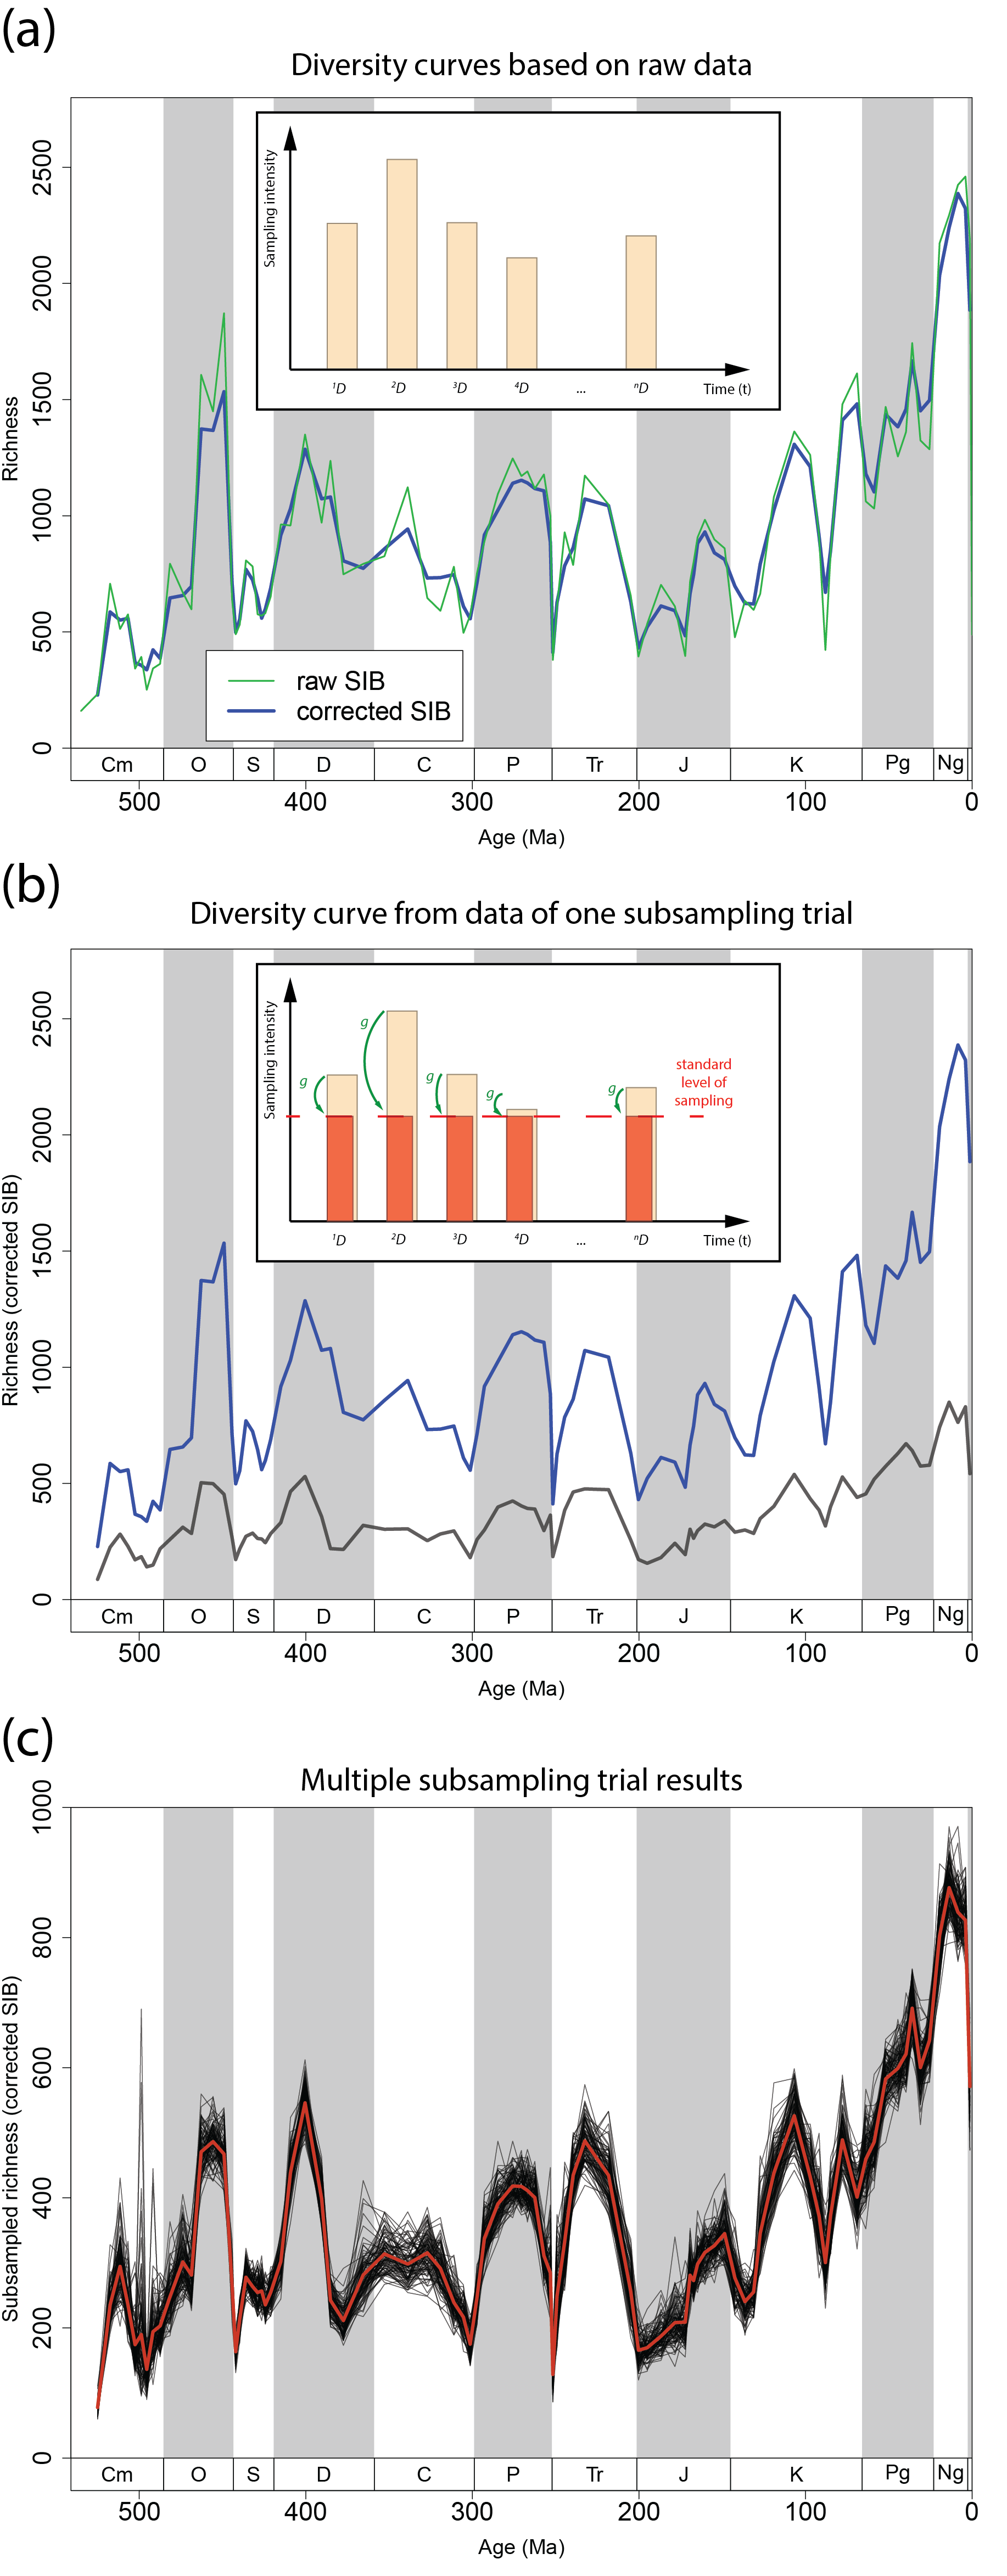 (a)
Diversity curves based on raw data
Richness
0
500
1000
1500
2000
2500
Sampling intensity
¹D
²D
³D
⁴D
...
ⁿD
Time (t)
raw SIB
corrected SIB
Cm
O
S
D
C
P
Tr
J
K
Pg
Ng
500
400
300
200
100
0
Age (Ma)
(b)
Diversity curve from data of one subsampling trial
Richness (corrected SIB)
0
500
1000
1500
2000
2500
Sampling intensity
g
g
g
g
g
standard
level of
sampling
¹D
²D
³D
⁴D
...
ⁿD
Time (t)
Cm
O
S
D
C
P
Tr
J
K
Pg
Ng
500
400
300
200
100
0
Age (Ma)
(c)
Multiple subsampling trial results
Subsampled richness (corrected SIB)
0
200
400
600
800
1000
Cm
O
S
D
C
P
Tr
J
K
Pg
Ng
500
400
300
200
100
0
Age (Ma)